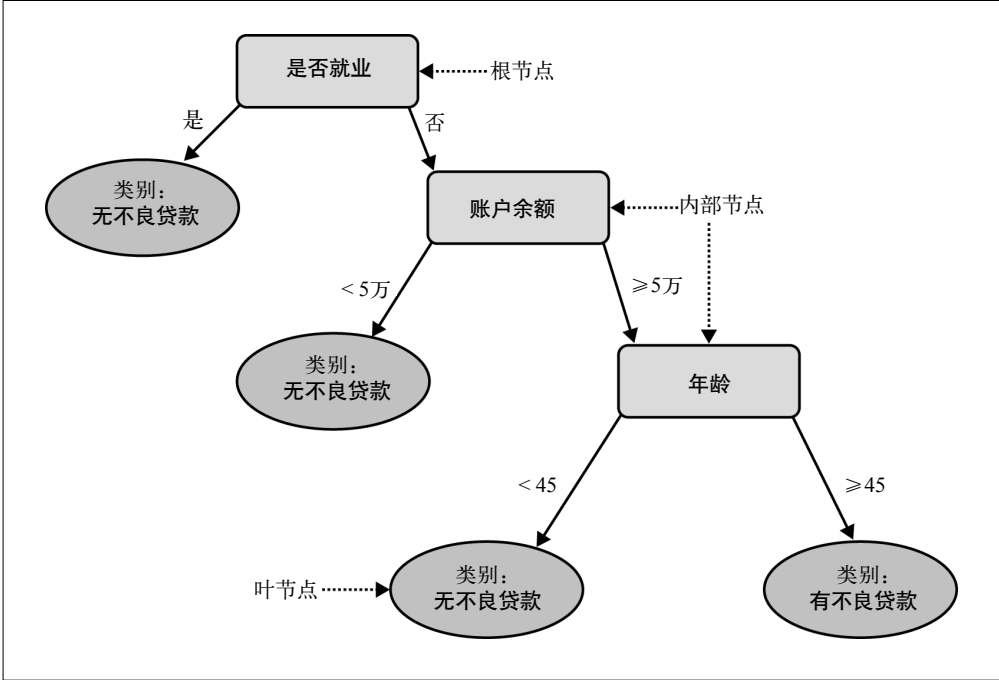 是否就业
根节点
是
否
类别：
无不良贷款
账户余额
内部节点
< 5万
≥5万
类别：
无不良贷款
年龄
< 45
≥45
叶节点
类别：
无不良贷款
类别：
有不良贷款